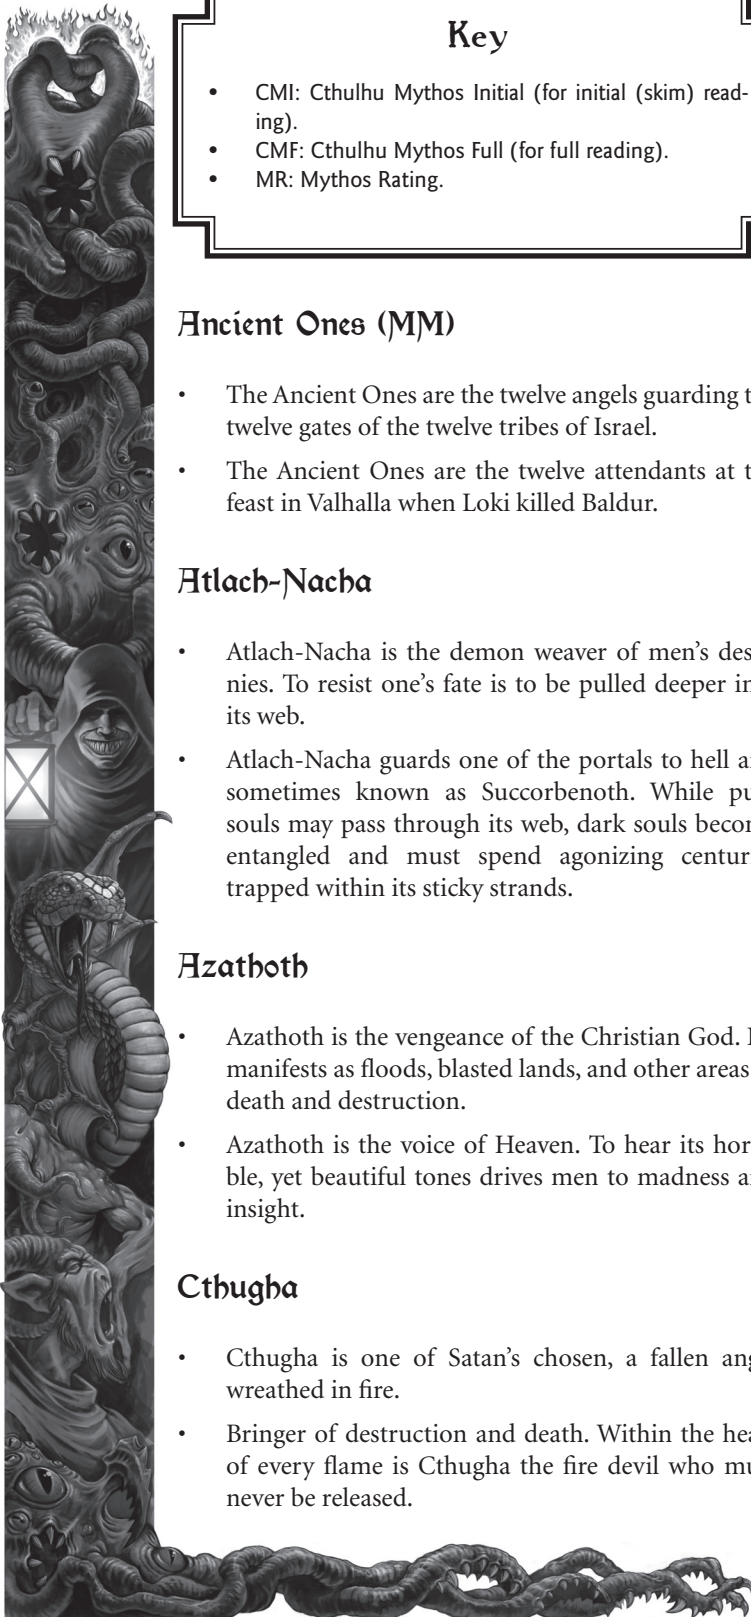 Key
• CMI: Cthulhu Mythos Initial (for initial (skim) read-
ing).
• CMF: Cthulhu Mythos Full (for full reading).
• MR: Mythos Rating.
Ancient Ones (MM)
• The Ancient Ones are the twelve angels guarding t
twelve gates of the twelve tribes of Israel.
• The Ancient Ones are the twelve attendants at t
feast in Valhalla when Loki killed Baldur.
Atlach-Nacha
• Atlach-Nacha is the demon weaver of men's des
nies. To resist one's fate is to be pulled deeper in
its web.
• Atlach-Nacha guards one of the portals to hell a
sometimes known as Succorbenoth. While pu
souls may pass through its web, dark souls becom
entangled and must spend agonizing centuri
trapped within its sticky strands.
Azathoth
• Azathoth is the vengeance of the Christian God.
manifests as floods, blasted lands, and other areas
death and destruction.
• Azathoth is the voice of Heaven. To hear its hor
ble, yet beautiful tones drives men to madness a
insight.
Cthugha
• Cthugha is one of Satan's chosen, a fallen ang
wreathed in fire.
• Bringer of destruction and death. Within the hea
of every flame is Cthugha the fire devil who mu
never be released.